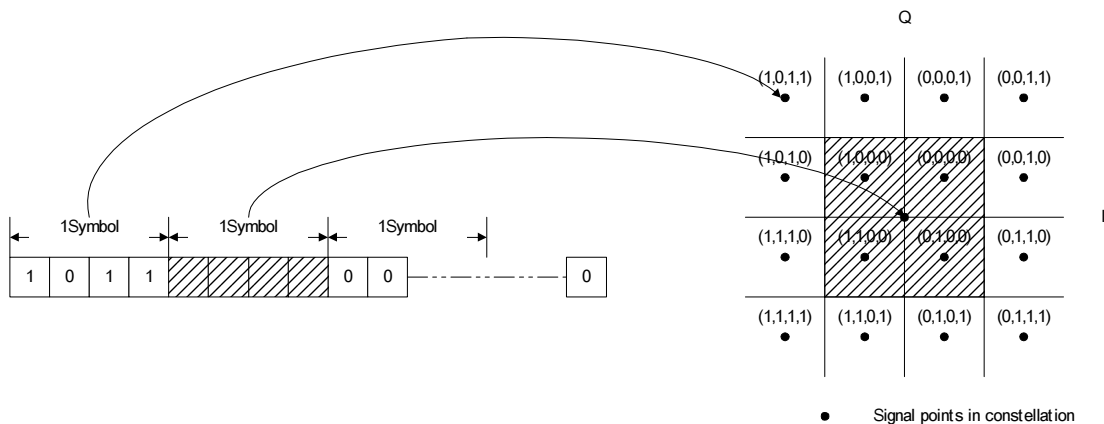 Q
(1,0,1,1) (1,0,0,1) (0,0,0,1) (0,0,1,1)
(1,0,1,0) (1,0,0,0) (0,0,0,0) (0,0,1,0)
I
1Symbol 1Symbol 1Symbol
(1,1,1,0) (1,1,0,0) (0,1,0,0) (0,1,1,0)
1 0 1 1 0 0 0
(1,1,1,1) (1,1,0,1) (0,1,0,1) (0,1,1,1)
Signal points in constellation